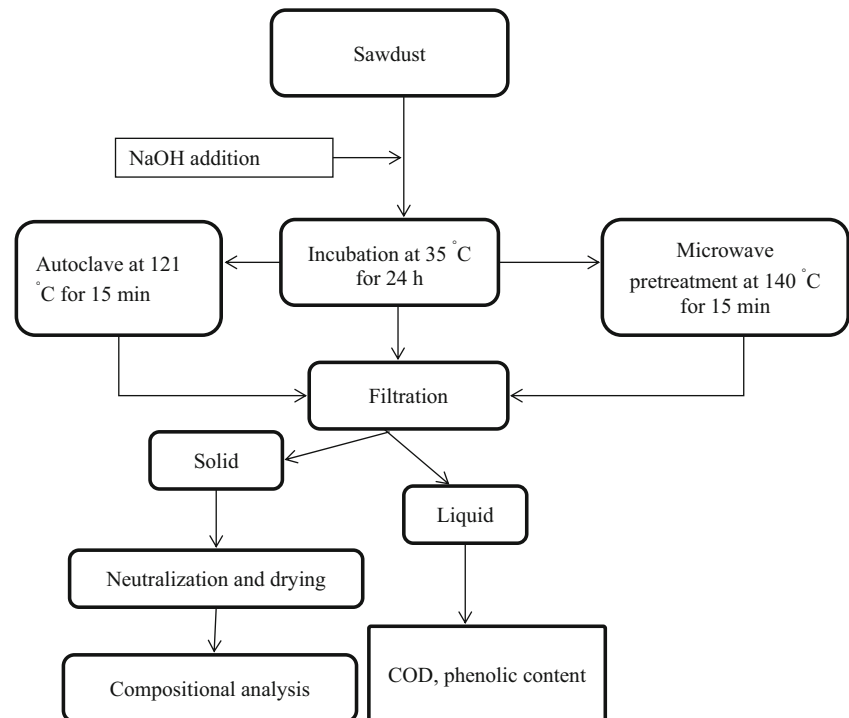 Sawdust
NaOH addition
Autoclave at 121
°C for 15 min
Incubation at 35 °C
for 24 h
Microwave
pretreatment at 140 °C
for 15 min
Filtration
Solid
Liquid
Neutralization and drying
Compositional analysis
COD, phenolic content